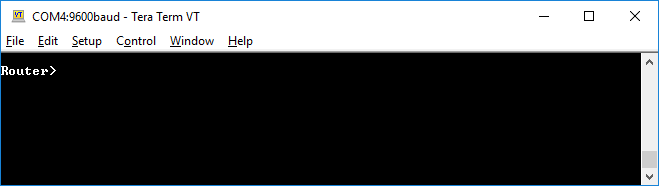 COM4:9600baud - Tera Term VT
File Edit Setup Control Window Help
Router>